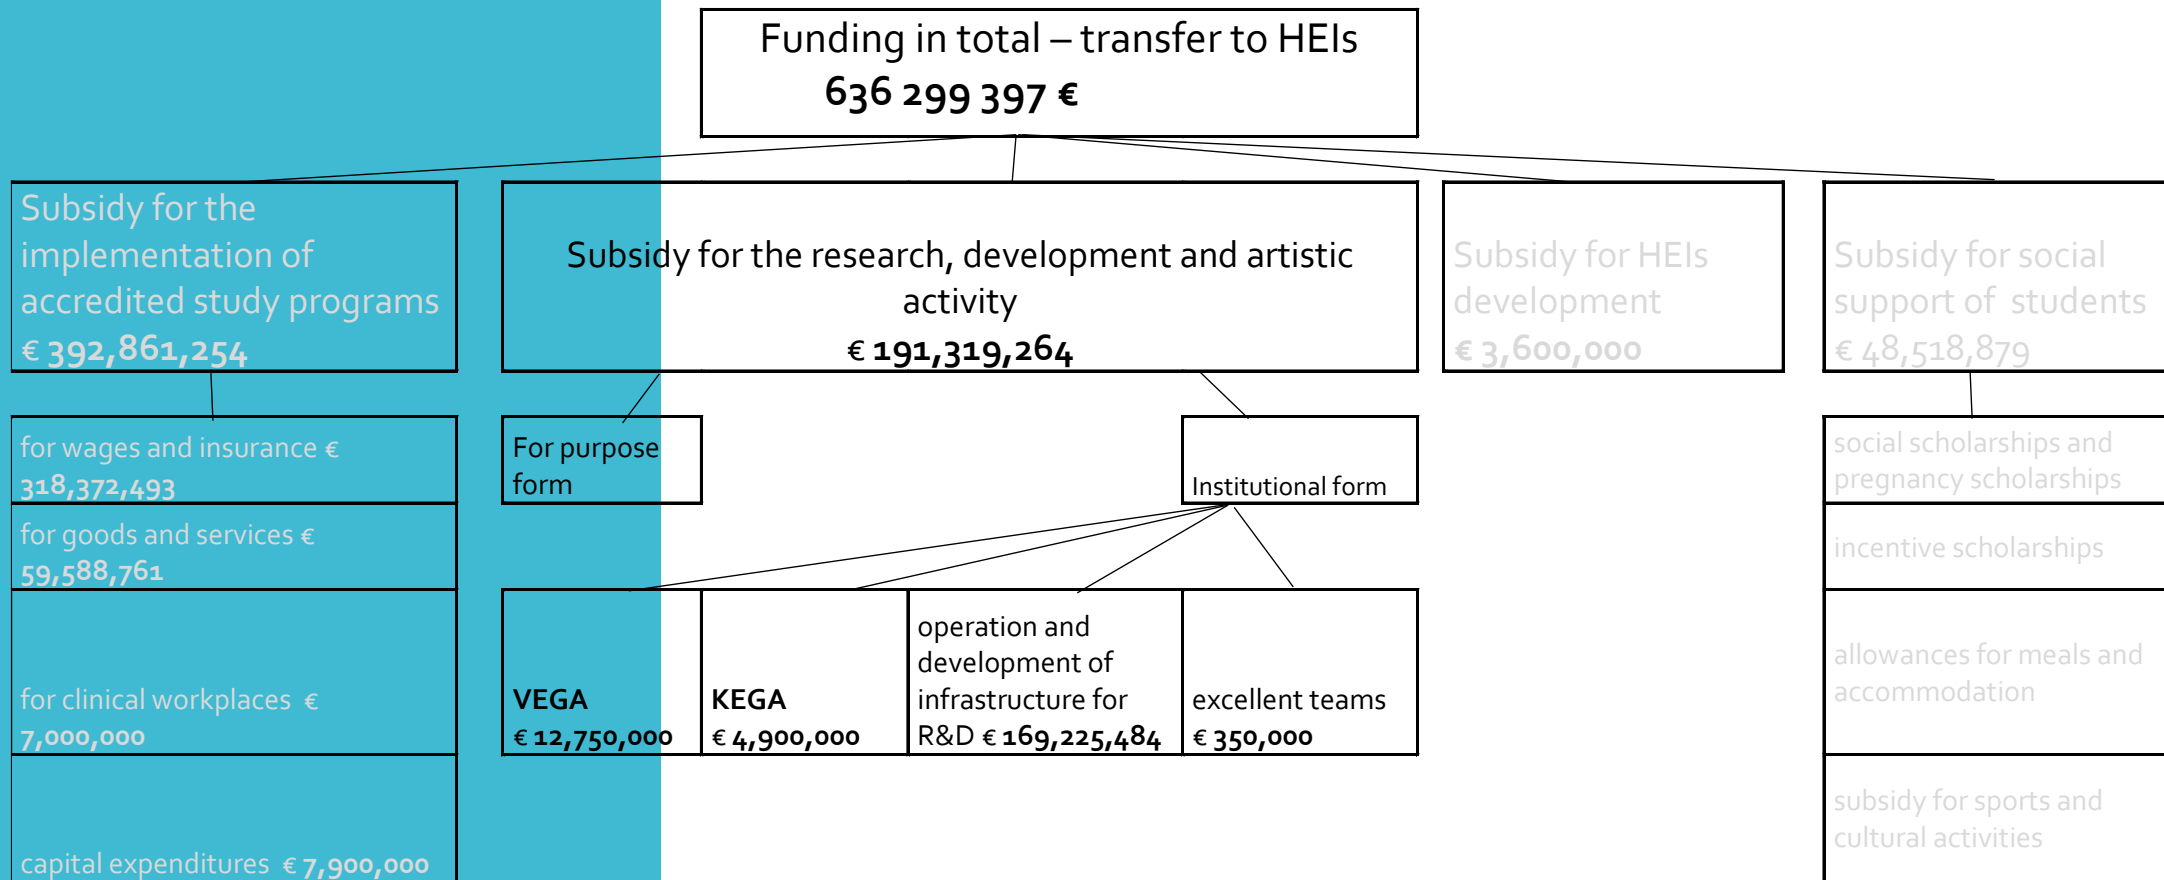 Funding in total – transfer to HEIs
636 299 397 €
Subsidy for the
implementation of
accredited study programs
€ 392,861,254
Subsidy for the research, development and artistic
activity
€ 191,319,264
Subsidy for HEIs
development
€ 3,600,000
Subsidy for social
support of students
€ 48,518,879
for wages and insurance €
318,372,493
for goods and services €
59,588,761
for clinical workplaces €
7,000,000
capital expenditures € 7,900,000
For purpose
form
Institutional form
VEGA
€ 12,750,000
KEGA
€ 4,900,000
operation and
development of
infrastructure for
R&D € 169,225,484
excellent teams
€ 350,000
social scholarships and
pregnancy scholarships
incentive scholarships
allowances for meals and
accommodation
subsidy for sports and
cultural activities